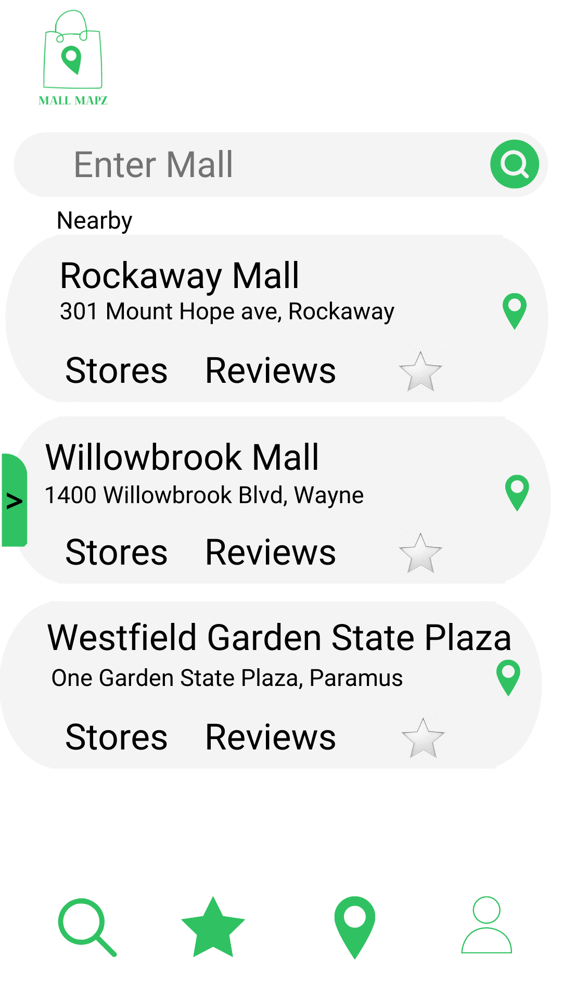 MALL MAPZ
Enter Mall
Nearby
Rockaway Mall
301 Mount Hope ave, Rockaway
Stores Reviews
Willowbrook Mall
1400 Willowbrook Blvd, Wayne
>
Stores Reviews
Westfield Garden State Plaza
One Garden State Plaza, Paramus
Stores Reviews